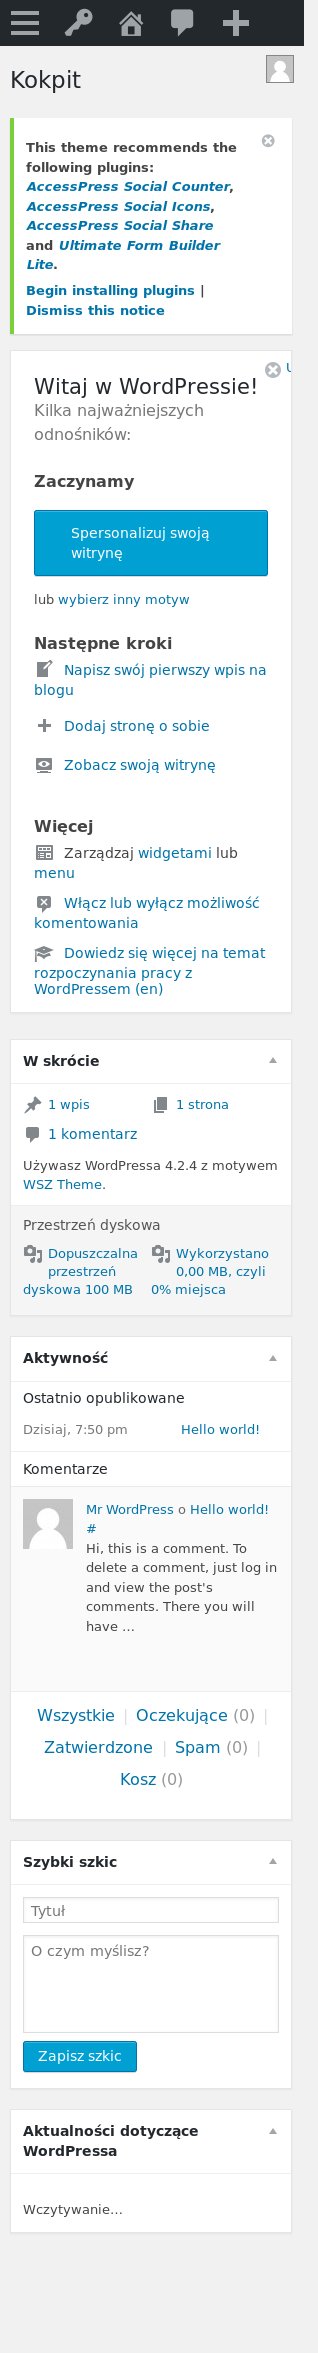 Kokpit
This theme recommends the
following plugins:
AccessPress Social Counter,
AccessPress Social Icons,
AccessPress Social Share
and Ultimate Form Builder
Lite.
Begin installing plugins |
Dismiss this notice
Witaj w WordPressie!
Kilka najważniejszych
odnośników:
Zaczynamy
Spersonalizuj swoją
witrynę
lub wybierz inny motyw
Następne kroki
Napisz swój pierwszy wpis na
blogu
Dodaj stronę o sobie
Zobacz swoją witrynę
Więcej
Zarządzaj widgetami lub
menu
Włącz lub wyłącz możliwość
komentowania
Dowiedz się więcej na temat
rozpoczynania pracy z
WordPressem (en)
W skrócie
1 wpis 1 strona
1 komentarz
Używasz WordPressa 4.2.4 z motywem
WSZ Theme.
Przestrzeń dyskowa
Dopuszczalna Wykorzystano
przestrzeń 0,00 MB, czyli
dyskowa 100 MB 0% miejsca
Aktywność
Ostatnio opublikowane
Dzisiaj, 7:50 pm Hello world!
Komentarze
Mr WordPress o Hello world!
#
Hi, this is a comment. To
delete a comment, just log in
and view the post's
comments. There you will
have …
Wszystkie | Oczekujące (0) |
Zatwierdzone | Spam (0) |
Kosz (0)
Szybki szkic
Tytuł
O czym myślisz?
Zapisz szkic
Aktualności dotyczące
WordPressa
Wczytywanie…